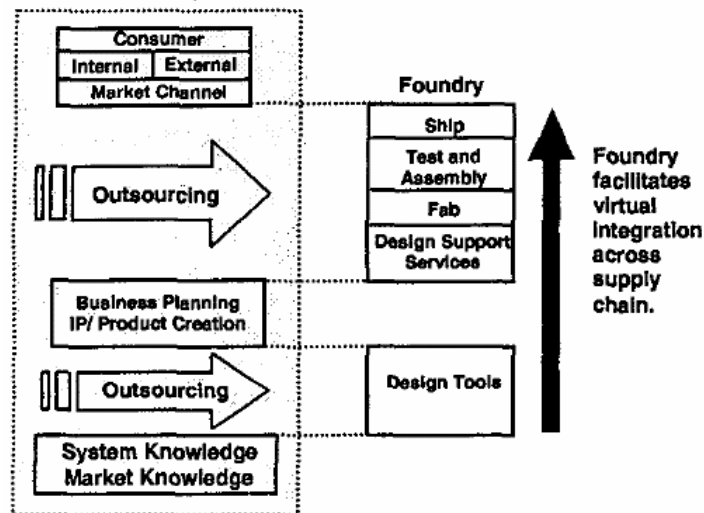 Consumer
Internal External
Market Channel
Outsourcing
Business Planning
IP/ Product Creation
Outsourcing
System Knowledge
Market Knowledge
Foundry
Ship
Test and
Assembly
Fab
Design Support
Services
Design Tools
Foundry
facilitates
virtual
integration
across
supply
chain.